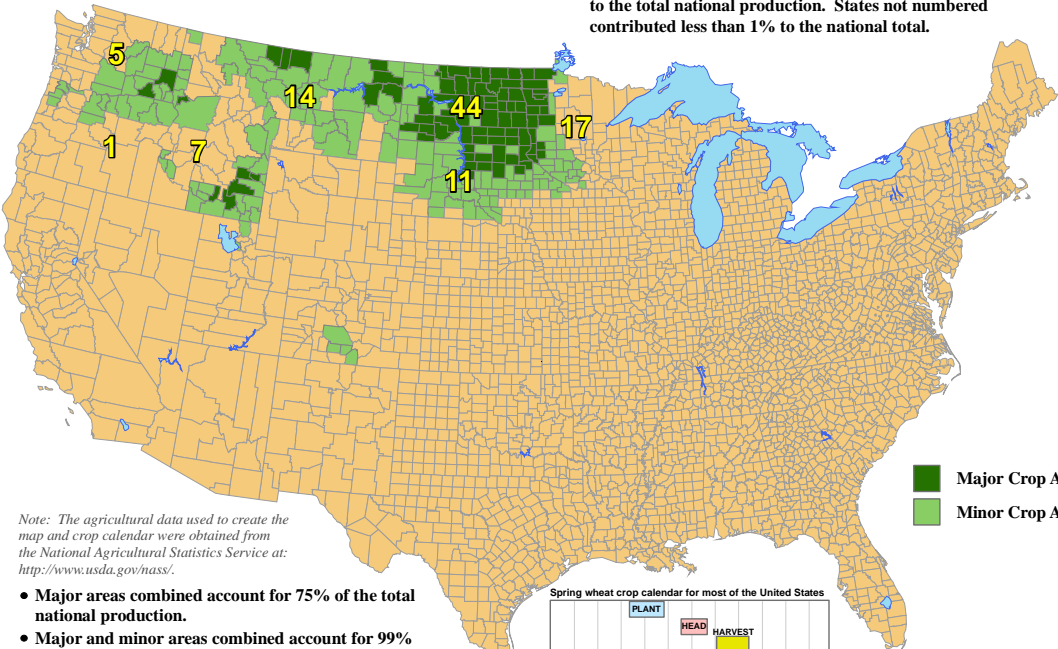 to the total national production. States not numbered
contributed less than 1% to the national total.
5
14
44
17
1
7
11
Major Crop A
Minor Crop A
Note: The agricultural data used to create the
map and crop calendar were obtained from
the National Agricultural Statistics Service at:
http://www.usda.gov/nass/.
• Major areas combined account for 75% of the total
national production.
• Major and minor areas combined account for 99%
Spring wheat crop calendar for most of the United States
PLANT
HEAD
HARVEST